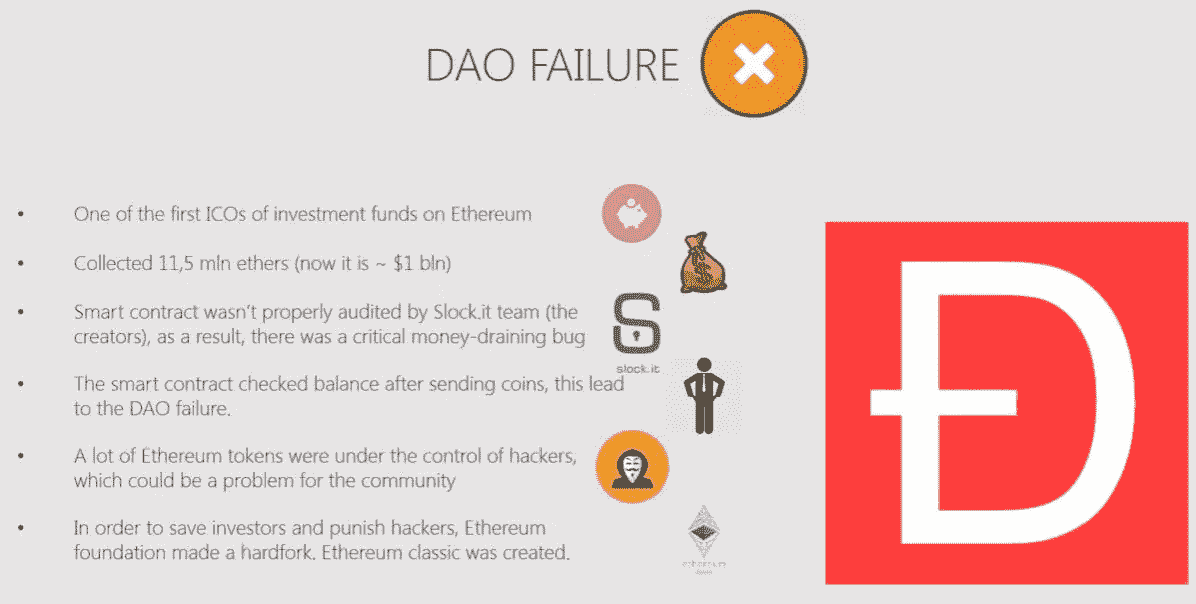 DAO FAILURE
• One of the first ICOs of investment funds on Ethereum
• Collected 11,5 mln ethers (now it is ~ $1 bln)
• Smart contract wasn't properly audited by Slock.it team (the
creators), as a result, there was a critical money-draining bug
slock.it
• The smart contract checked balance after sending coins, this lead
to the DAO failure.
• A lot of Ethereum tokens were under the control of hackers,
which could be a problem for the community
• In order to save investors and punish hackers, Ethereum
foundation made a hardfork. Ethereum classic was created.
ethereum
Đ